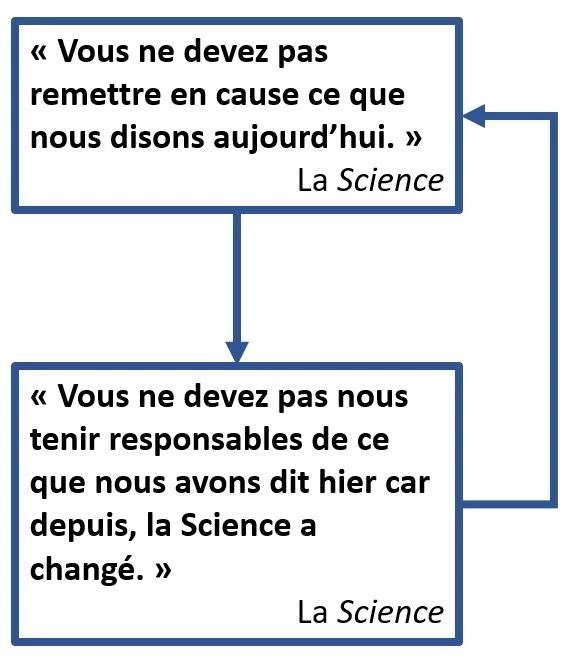 « Vous ne devez pas
remettre en cause ce que
nous disons aujourd’hui. »
La Science
« Vous ne devez pas nous
tenir responsables de ce
que nous avons dit hier car
depuis, la Science a
changé. »
La Science